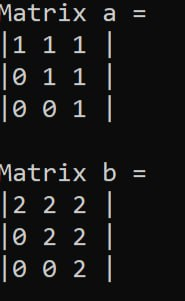 Matrix a =
|1 1 1 |
|0 1 1 |
|0 0 1 |
Matrix b =
|2 2 2 |
|0 2 2 |
|0 0 2 |